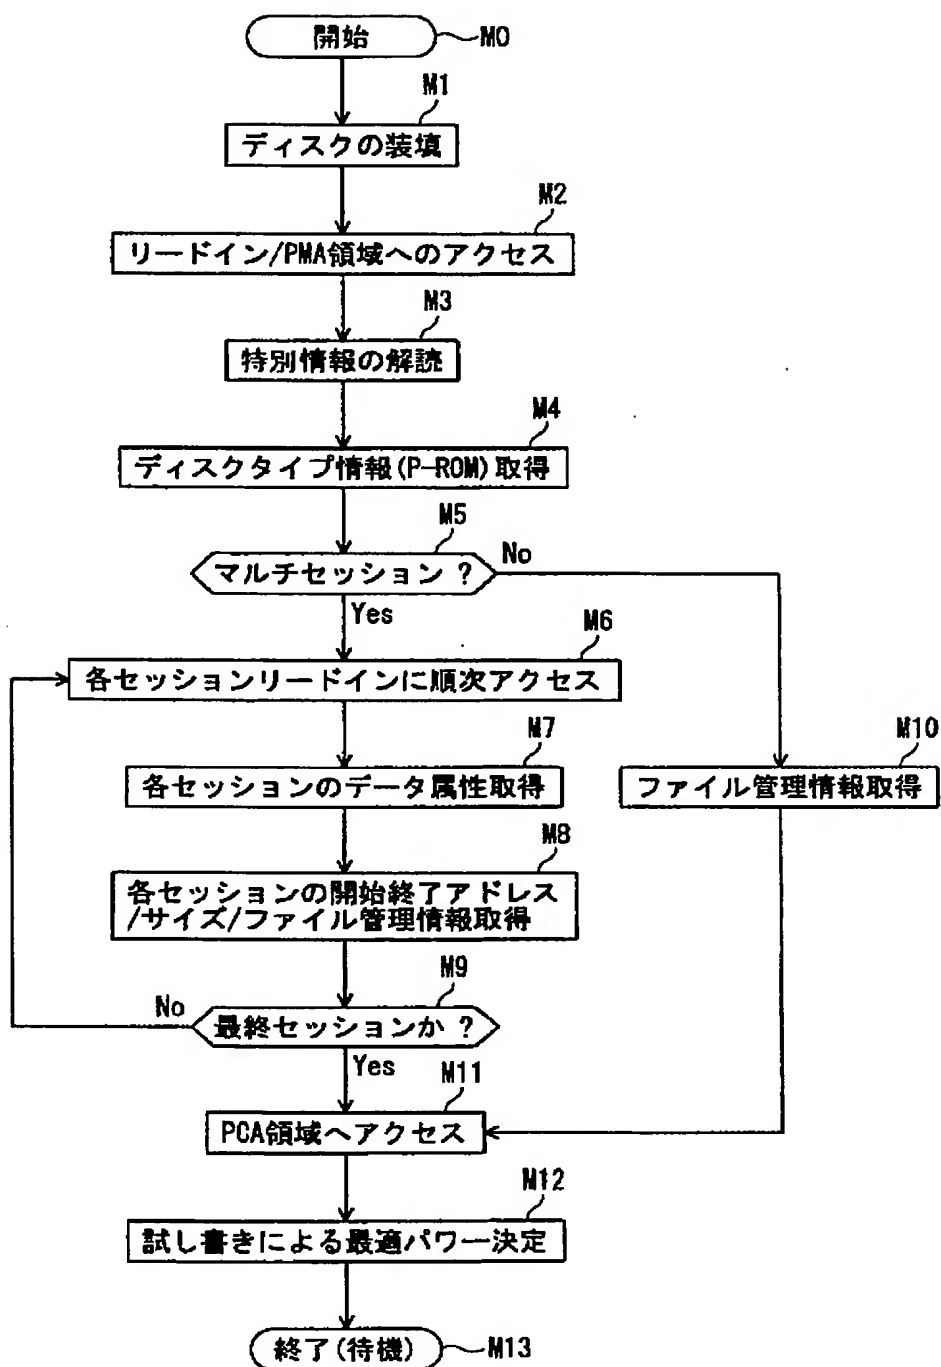 開始
M0
M1
ディスクの装填
M2
リードイン/PMA領域へのアクセス
M3
特別情報の解読
M4
ディスクタイプ情報(P-ROM)取得
M5
マルチセッション?
No
Yes
M6
各セッションリードインに順次アクセス
M7
各セッションのデータ属性取得
M10
ファイル管理情報取得
M8
各セッションの開始終了アドレス
/サイズ/ファイル管理情報取得
M9
No
最終セッションか?
Yes
M11
PCA領域へアクセス
M12
試し書きによる最適パワー決定
終了(待機)
M13